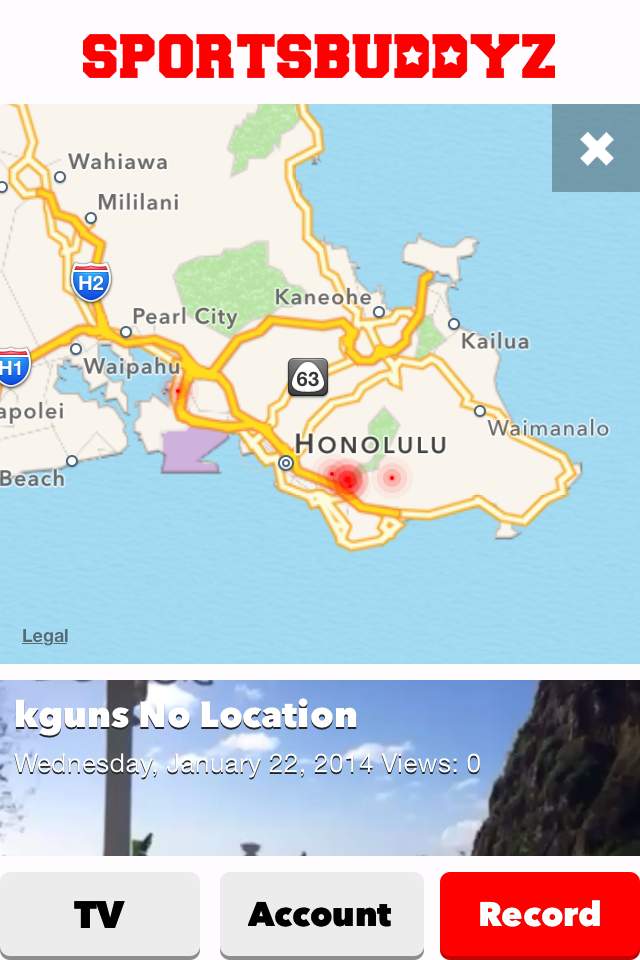 SPORTSBUDDYZ
Wahiawa
Mililani
H2
Kaneohe
Pearl City
Kailua
H1
Waipahu
63
apolei
Waimanalo
HONOLULU
Beach
Legal
kguns No Location
Wednesday, January 22, 2014 Views: 0
TV
Account
Record